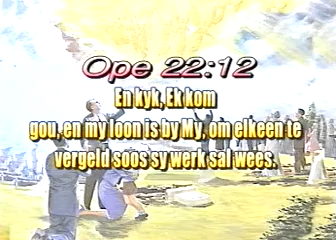 Ope 22:12
En kyk, Ek kom
gou, en my loon is by My, om elkeen te
vergeld soos sy werk sal wees.